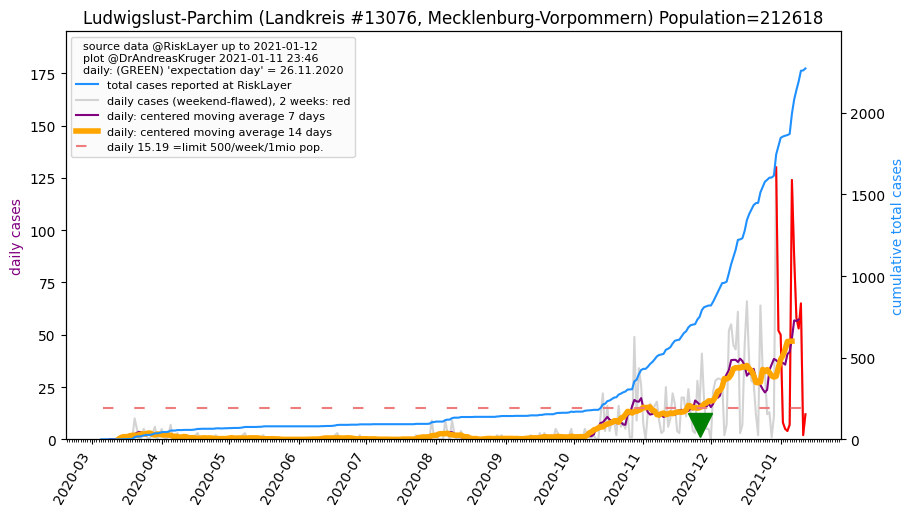 Ludwigslust-Parchim (Landkreis #13076, Mecklenburg-Vorpommern) Population=212618
source data @RiskLayer up to 2021-01-12
plot @DrAndreasKruger 2021-01-11 23:46
daily: (GREEN) 'expectation day' = 26.11.2020
total cases reported at RiskLayer
daily cases (weekend-flawed), 2 weeks: red
daily: centered moving average 7 days
daily: centered moving average 14 days
daily 15.19 =limit 500/week/1mio pop.
daily cases
175
150
125
100
75
50
25
0
cumulative total cases
2000
1500
1000
500
0
2020-03
2020-04
2020-05
2020-06
2020-07
2020-08
2020-09
2020-10
2020-11
2020-12
2021-01